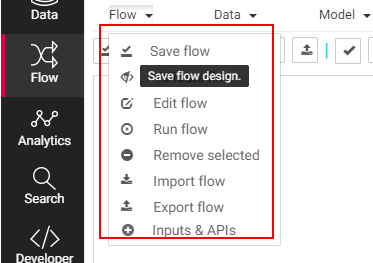 Data
Flow
Analytics
Search
Developer
Flow
Data
Model
Save flow
Save flow design.
Edit flow
Run flow
Remove selected
Import flow
Export flow
Inputs & APIs